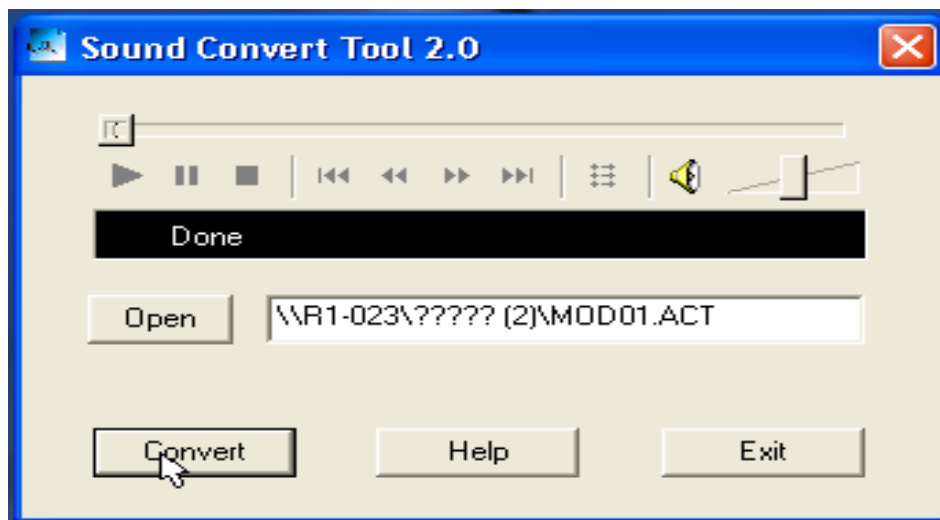 Sound Convert Tool 2.0
Done
Open
\\R1-023\????? (2)\MOD01.ACT
Convert
Help
Exit